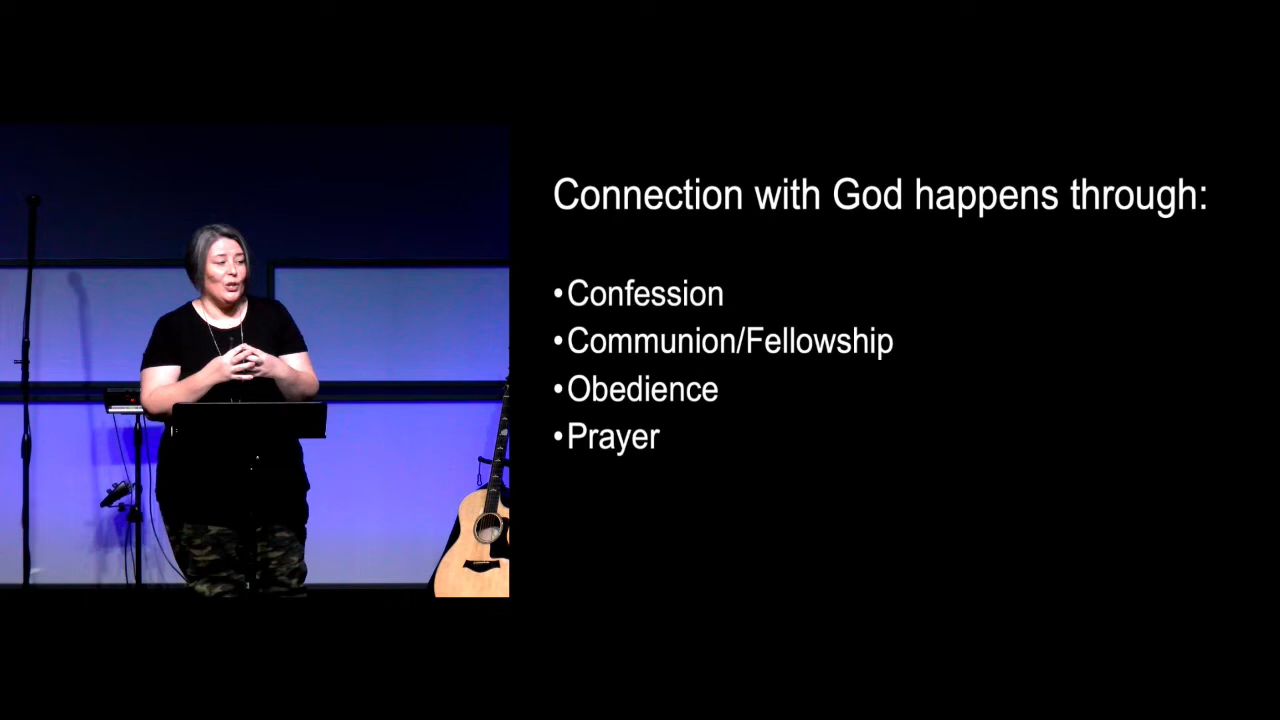 Connection with God happens through:
•Confession
•Communion/Fellowship
•Obedience
•Prayer